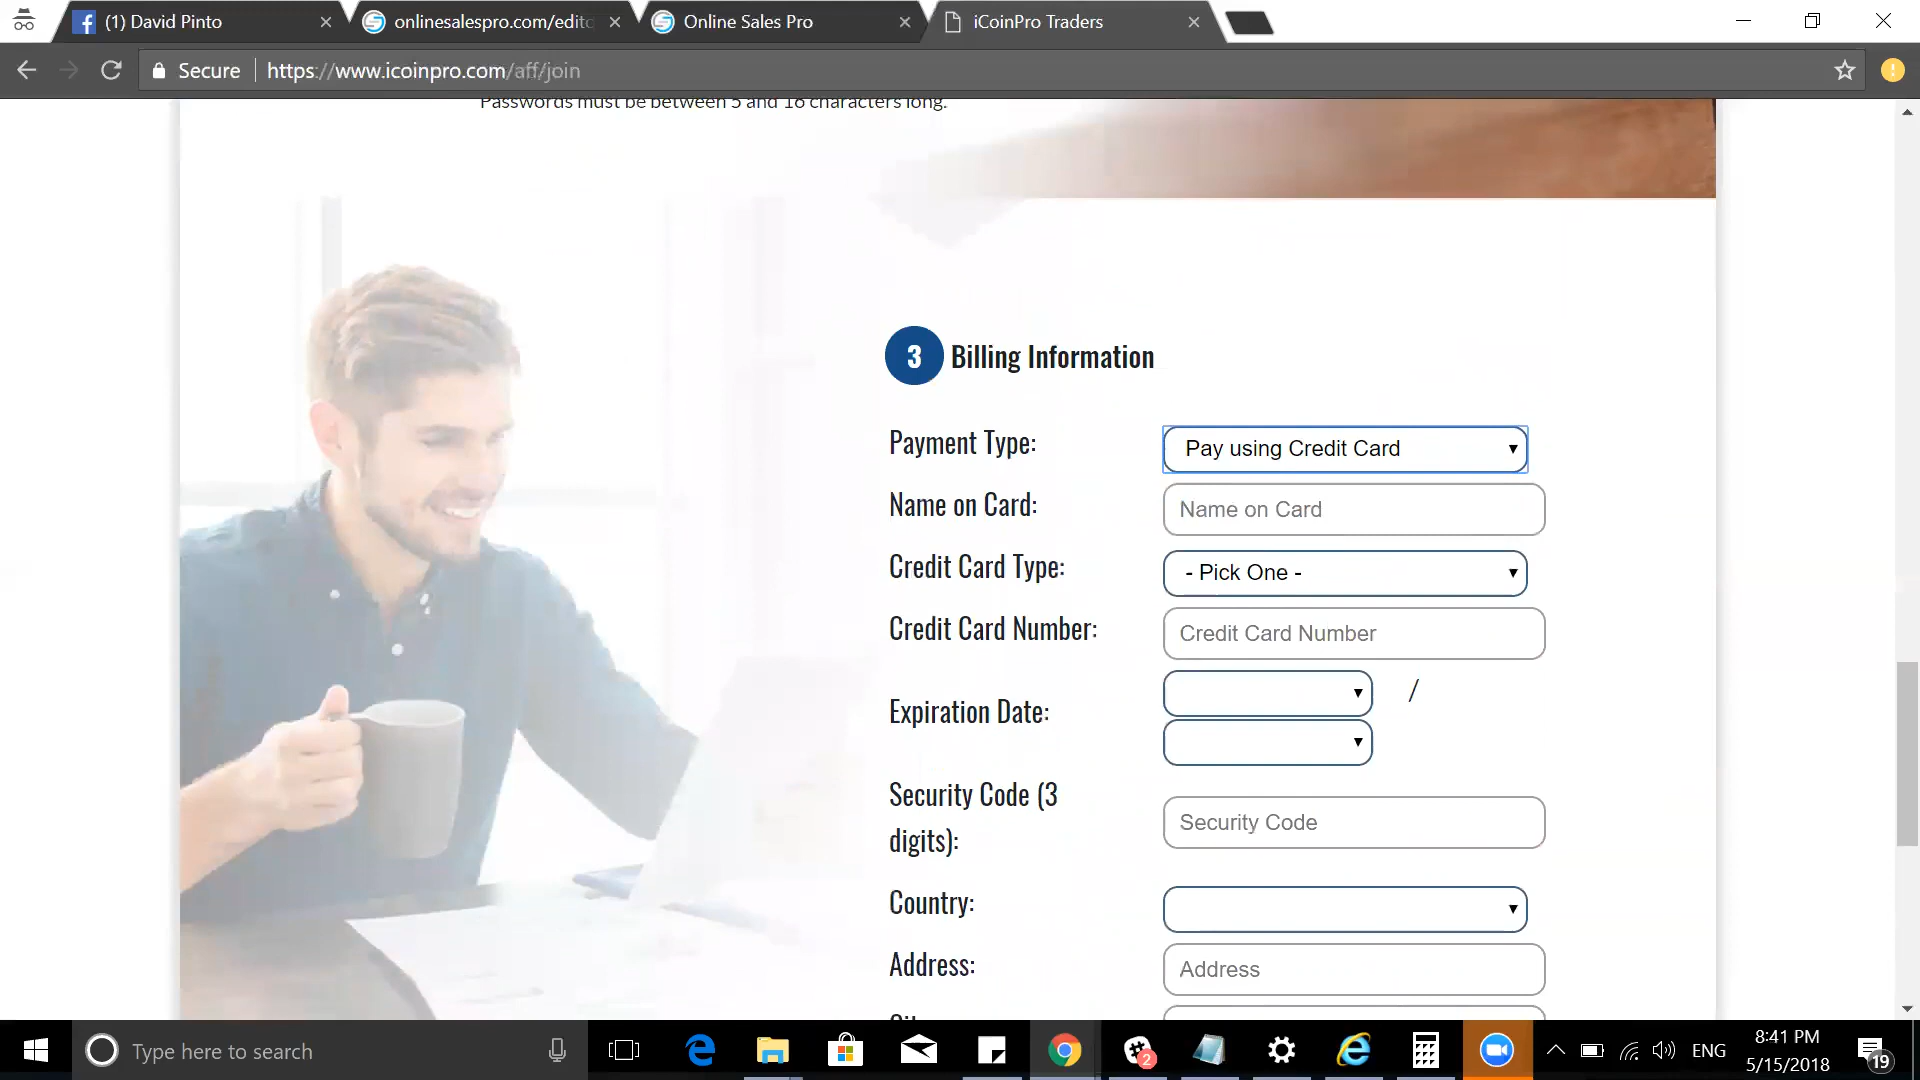 (1) David Pinto
onlinesalespro.com/edito
Online Sales Pro
iCoinPro Traders
Secure
https://www.icoinpro.com/aff/join
Passwords must be between 5 and 16 characters long.
3 Billing Information
Payment Type:
Pay using Credit Card
Name on Card:
Name on Card
Credit Card Type:
- Pick One -
Credit Card Number:
Credit Card Number
Expiration Date:
/
Security Code (3
digits):
Security Code
Country:
Address:
Address
Type here to search
2
ENG
8:41 PM
5/15/2018
19